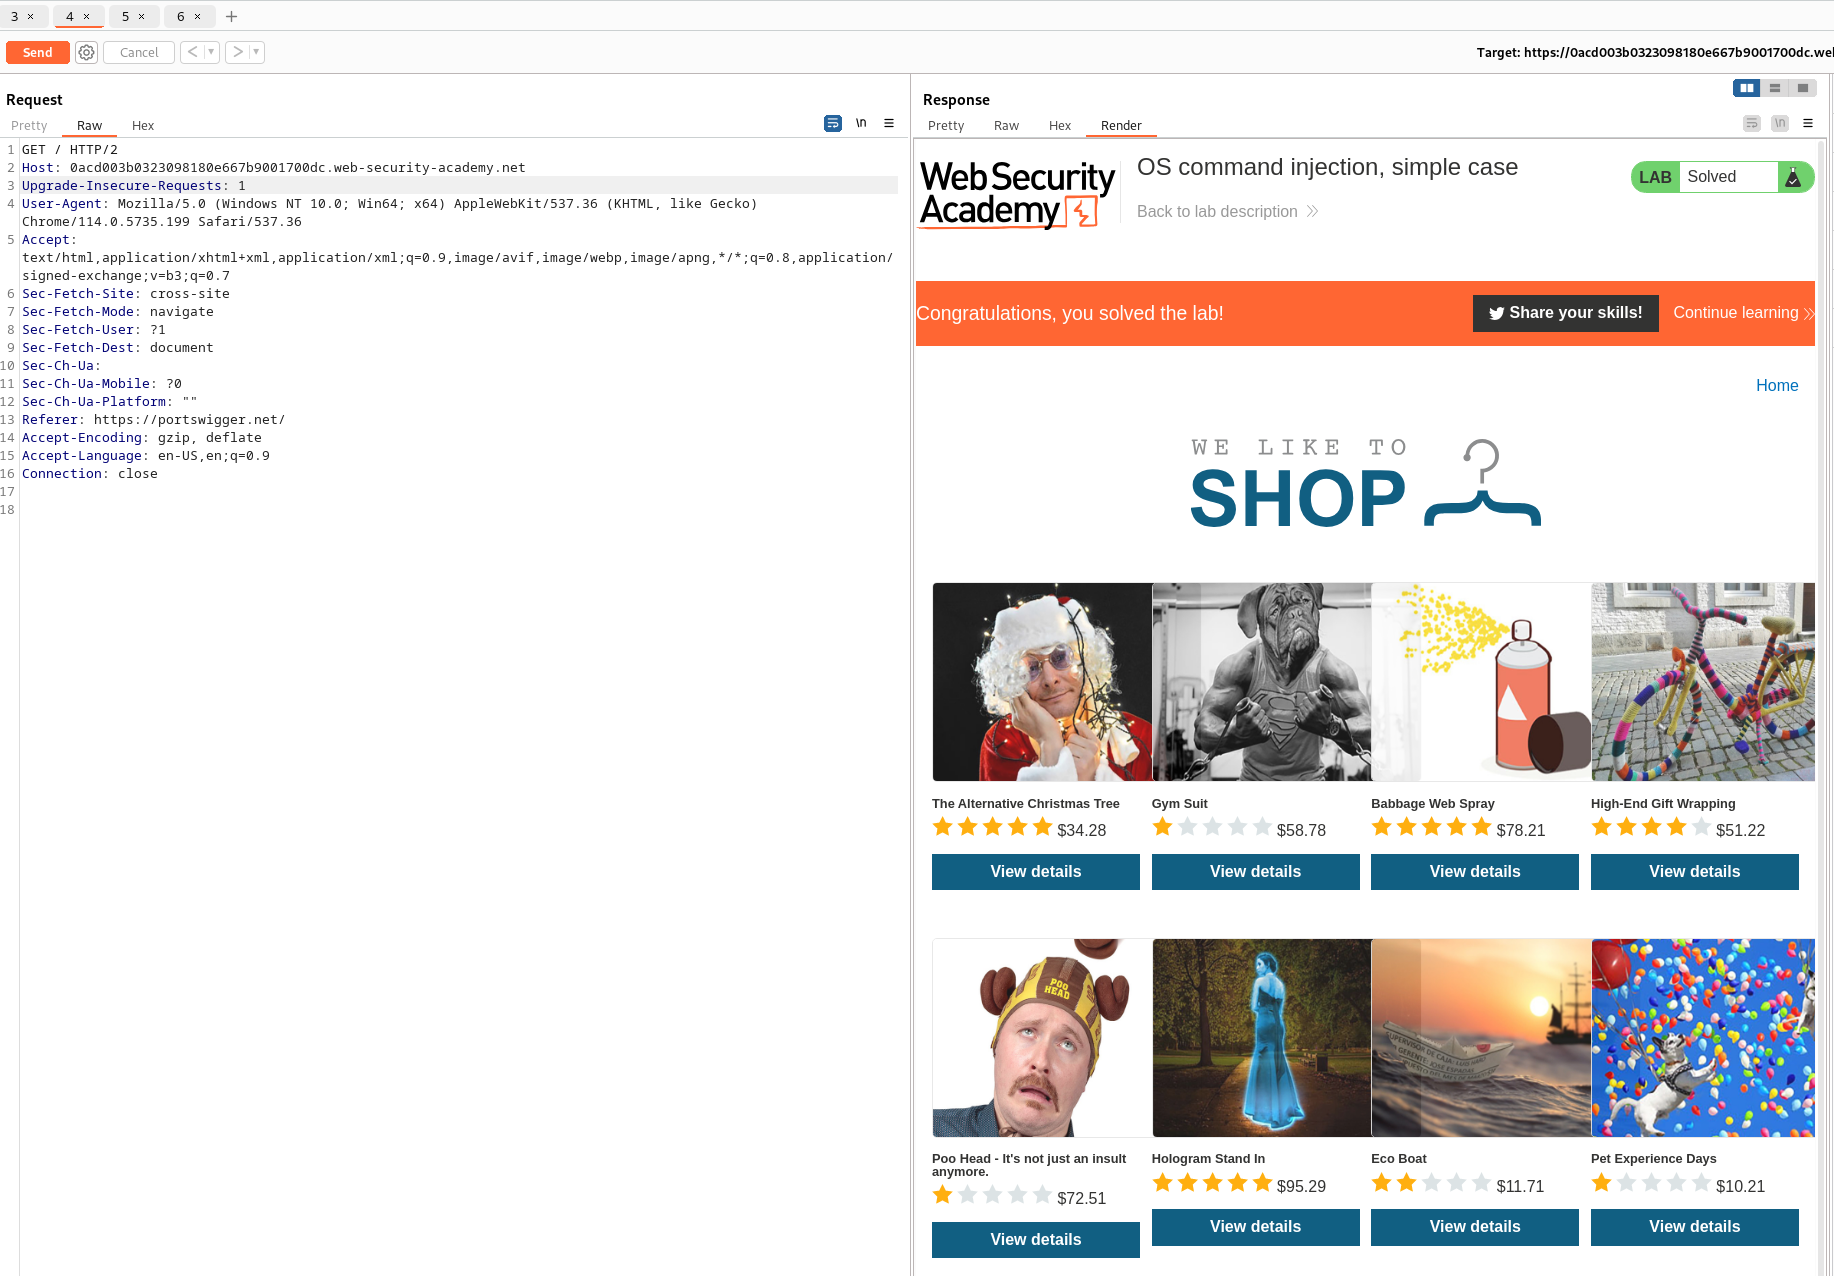 3 × 4 × 5 × 6 × +
Send Cancel < >
Target: https://0acd003b0323098180e667b9001700dc.wel
Request
Pretty Raw Hex
\n
1 GET / HTTP/2
2 Host: 0acd003b0323098180e667b9001700dc.web-security-academy.net
3 Upgrade-Insecure-Requests: 1
4 User-Agent: Mozilla/5.0 (Windows NT 10.0; Win64; x64) AppleWebKit/537.36 (KHTML, like Gecko)
Chrome/114.0.5735.199 Safari/537.36
5 Accept:
text/html,application/xhtml+xml,application/xml;q=0.9,image/avif,image/webp,image/apng,*/*;q=0.8,application/
signed-exchange;v=b3;q=0.7
6 Sec-Fetch-Site: cross-site
7 Sec-Fetch-Mode: navigate
8 Sec-Fetch-User: ?1
9 Sec-Fetch-Dest: document
10 Sec-Ch-Ua:
11 Sec-Ch-Ua-Mobile: ?0
12 Sec-Ch-Ua-Platform: ""
13 Referer: https://portswigger.net/
14 Accept-Encoding: gzip, deflate
15 Accept-Language: en-US,en;q=0.9
16 Connection: close
17
18
Response
Pretty Raw Hex Render
\n
Web Security
Academy
OS command injection, simple case
Back to lab description
LAB Solved
Congratulations, you solved the lab!
Share your skills!
Continue learning
Home
WE LIKE TO
SHOP
The Alternative Christmas Tree
$34.28
View details
Gym Suit
$58.78
View details
Babbage Web Spray
$78.21
View details
High-End Gift Wrapping
$51.22
View details
POO
HEAD
Poo Head - It's not just an insult
anymore.
$72.51
View details
Hologram Stand In
$95.29
View details
Eco Boat
$11.71
View details
Pet Experience Days
$10.21
View details